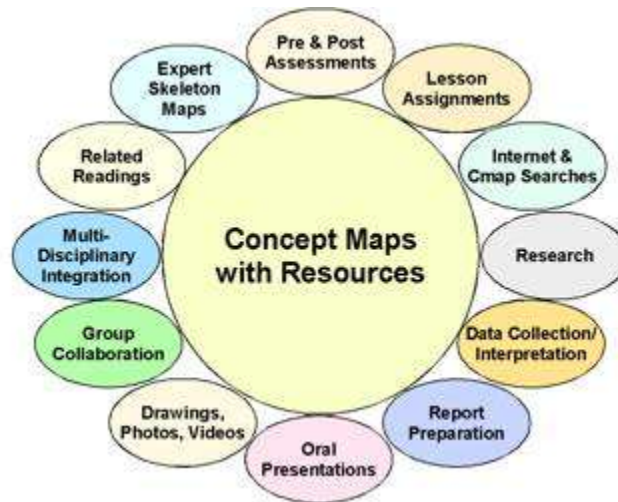 Pre & Post
Assessments
Lesson
Assignments
Internet &
Cmap Searches
Research
Data Collection/
Interpretation
Report
Preparation
Oral
Presentations
Drawings,
Photos, Videos
Group
Collaboration
Multi-
Disciplinary
Integration
Related
Readings
Expert
Skeleton
Maps
Concept Maps
with Resources